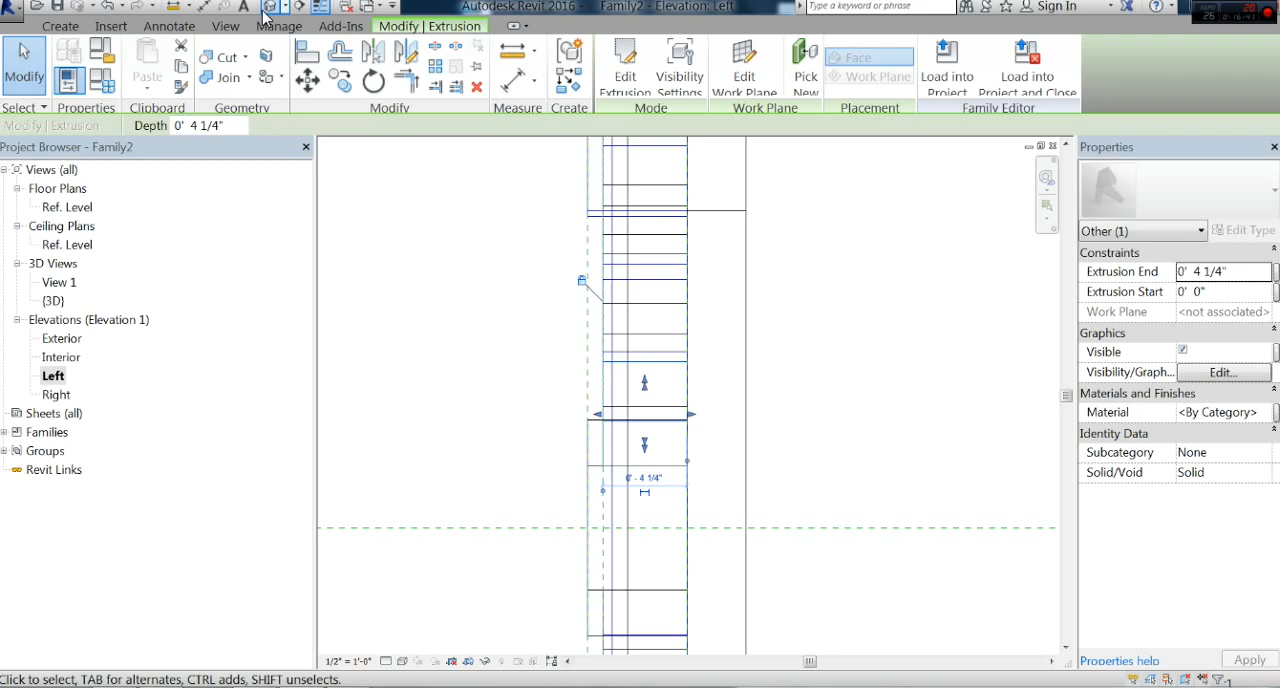 Autodesk Revit 2016 - Family2 - Elevation: Left
Type a keyword or phrase
Sign In
Create Insert Annotate View Manage Add-Ins Modify | Extrusion
Modify
Paste
Cut
Join
Edit Extrusion
Visibility Settings
Edit Work Plane
Pick New
Face
Work Plane
Load into Project
Load into Project and Close
Select Properties Clipboard Geometry Modify Measure Create Mode Work Plane Placement Family Editor
Modify | Extrusion
Depth 0' 4 1/4"
Project Browser - Family2
Views (all)
Floor Plans
Ref. Level
Ceiling Plans
Ref. Level
3D Views
View 1
{3D}
Elevations (Elevation 1)
Exterior
Interior
Left
Right
Sheets (all)
Families
Groups
Revit Links
0' - 4 1/4"
1/2" = 1'-0"
Properties
Other (1)
Edit Type
Constraints
Extrusion End 0' 4 1/4"
Extrusion Start 0' 0"
Work Plane <not associated>
Graphics
Visible
Visibility/Graph... Edit...
Materials and Finishes
Material <By Category>
Identity Data
Subcategory None
Solid/Void Solid
Properties help
Apply
Click to select, TAB for alternates, CTRL adds, SHIFT unselects.